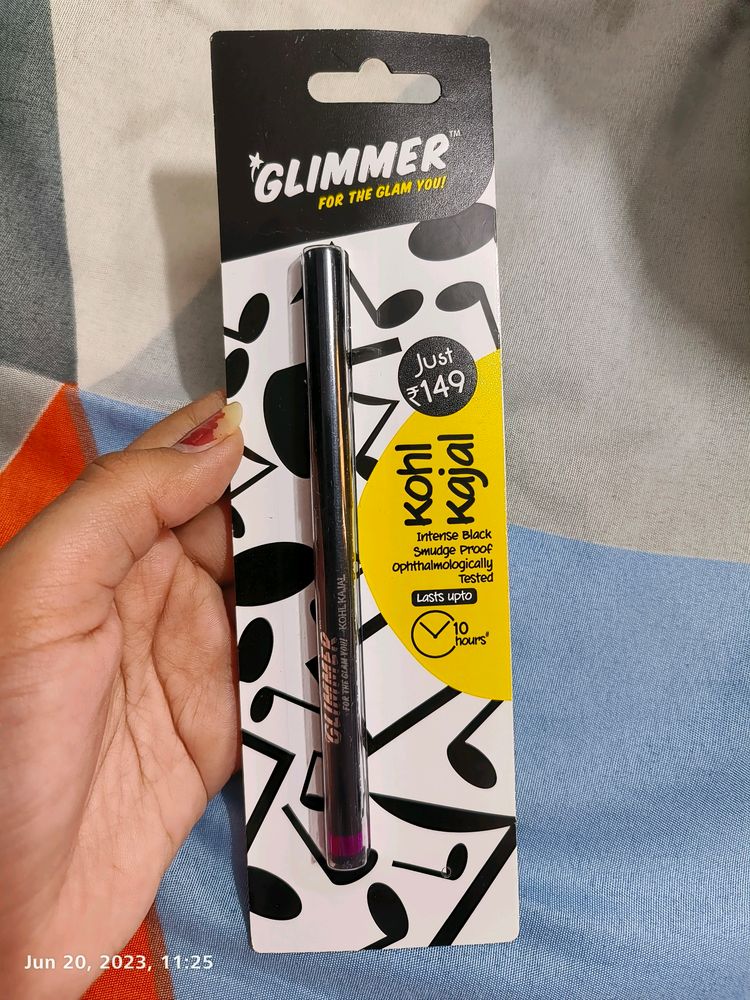 GLIMMER™
FOR THE GLAM YOU!
Just
₹149
Kohl
Kajal
Intense Black
Smudge Proof
Ophthalmologically
Tested
Lasts upto
10
hours#
GLIMMER
FOR THE GLAM YOU! KOHL KAJAL
Jun 20, 2023, 11:25